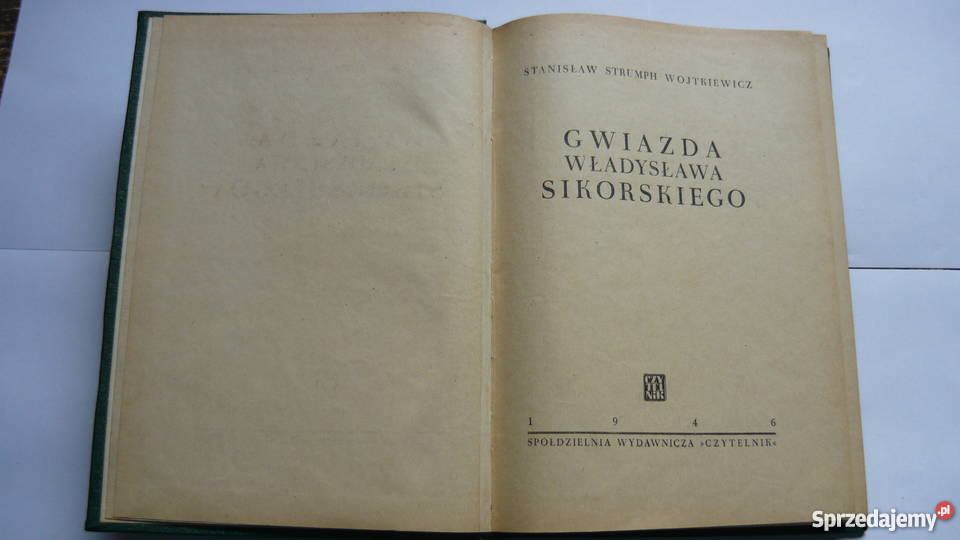 STANISŁAW STRUMPH WOJTKIEWICZ
GWIAZDA
WŁADYSŁAWA
SIKORSKIEGO
CZY
TEL
NIK
1 9 4 6
SPÓŁDZIELNIA WYDAWNICZA »CZYTELNIK«
Sprzedajemy.pl